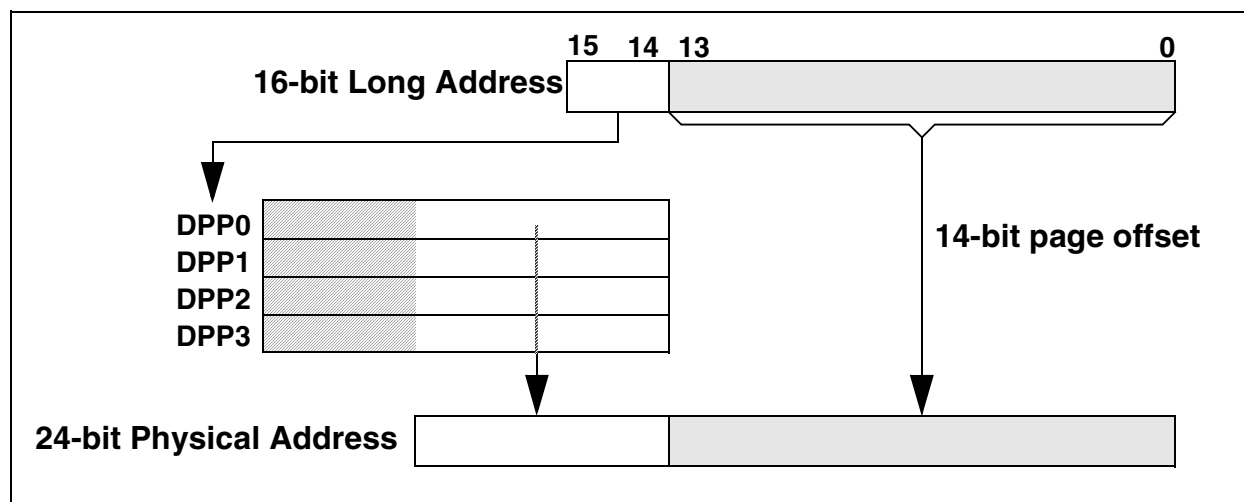 15 14 13 0
16-bit Long Address
DPP0
14-bit page offset
DPP1
DPP2
DPP3
24-bit Physical Address